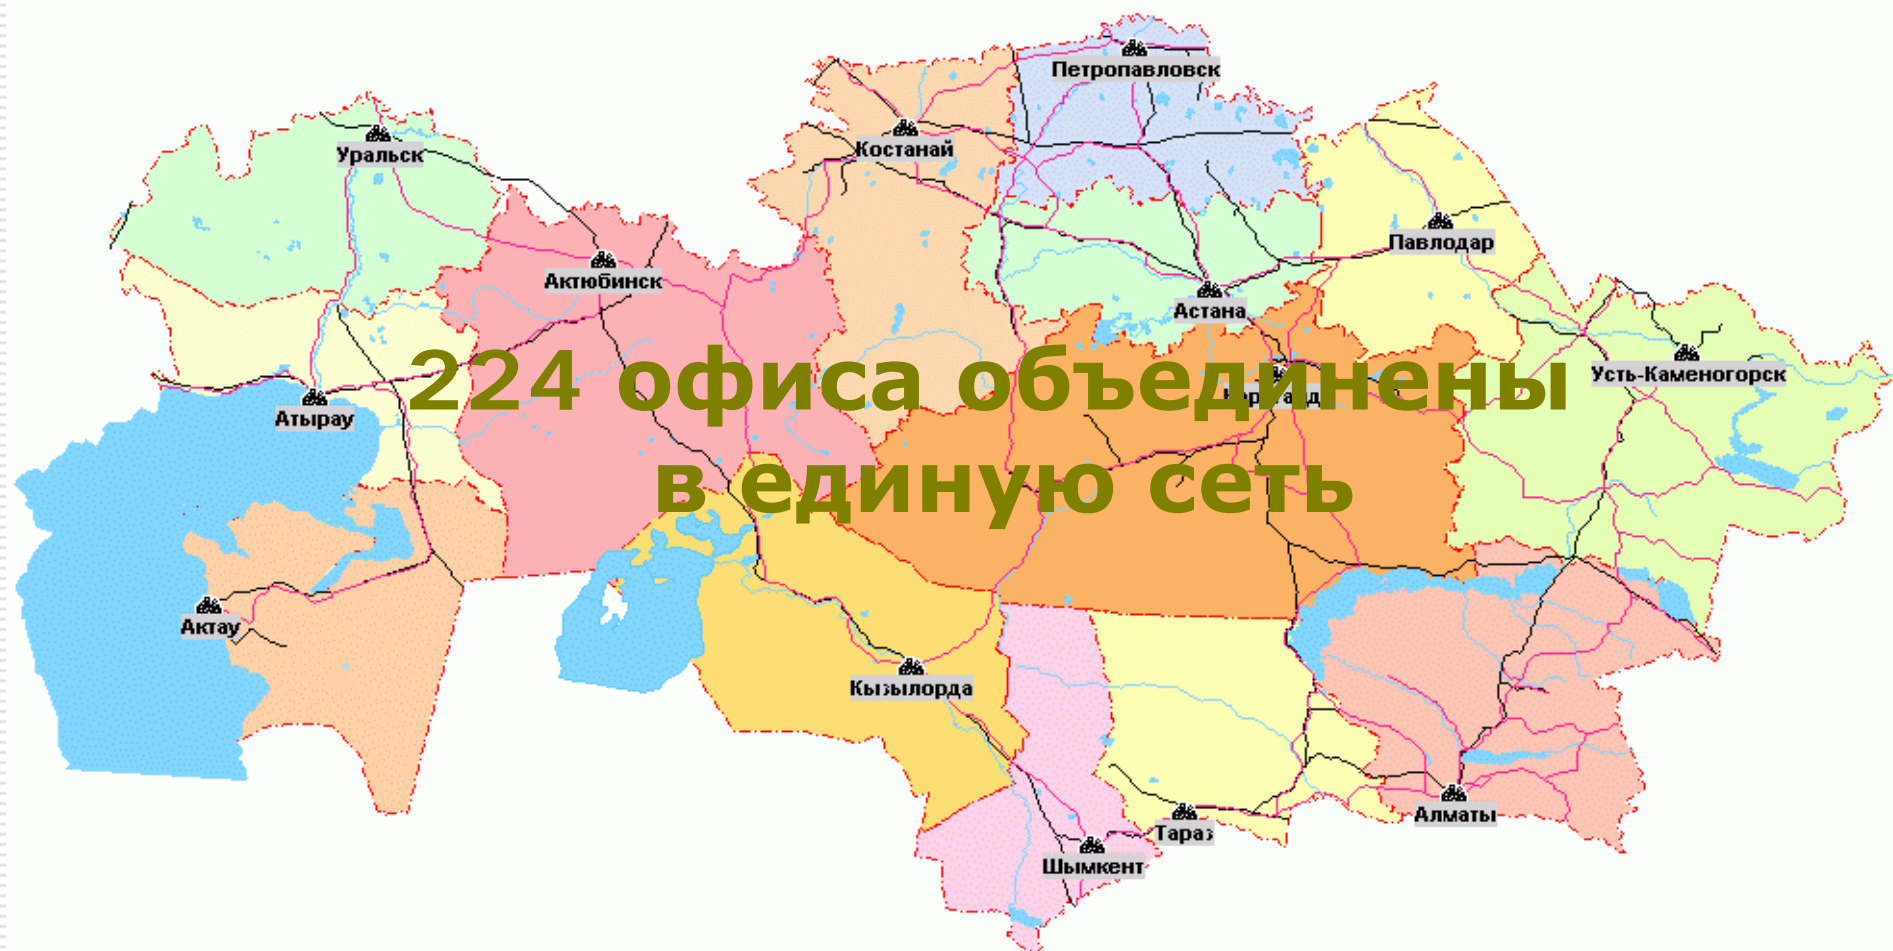 Петропавловск
Костанай
Уральск
Павлодар
Актюбинск
Астана
224 офиса объединены
Усть-Каменогорск
Атырау
в единую сеть
Актау
Кызылорда
Алматы
Тараз
Шымкент